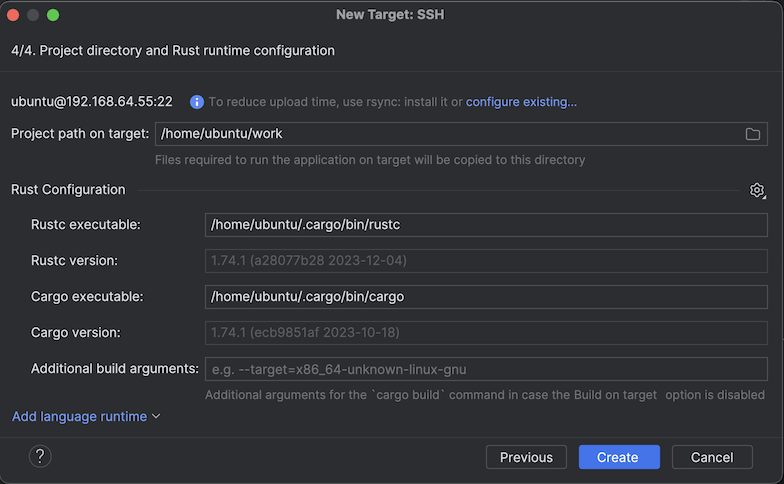 New Target: SSH
4/4. Project directory and Rust runtime configuration
ubuntu@192.168.64.55:22 To reduce upload time, use rsync: install it or configure existing...
Project path on target: /home/ubuntu/work
Files required to run the application on target will be copied to this directory
Rust Configuration
Rustc executable: /home/ubuntu/.cargo/bin/rustc
Rustc version: 1.74.1 (a28077b28 2023-12-04)
Cargo executable: /home/ubuntu/.cargo/bin/cargo
Cargo version: 1.74.1 (ecb9851af 2023-10-18)
Additional build arguments: e.g. --target=x86_64-unknown-linux-gnu
Additional arguments for the `cargo build` command in case the Build on target option is disabled
Add language runtime
? Previous Create Cancel